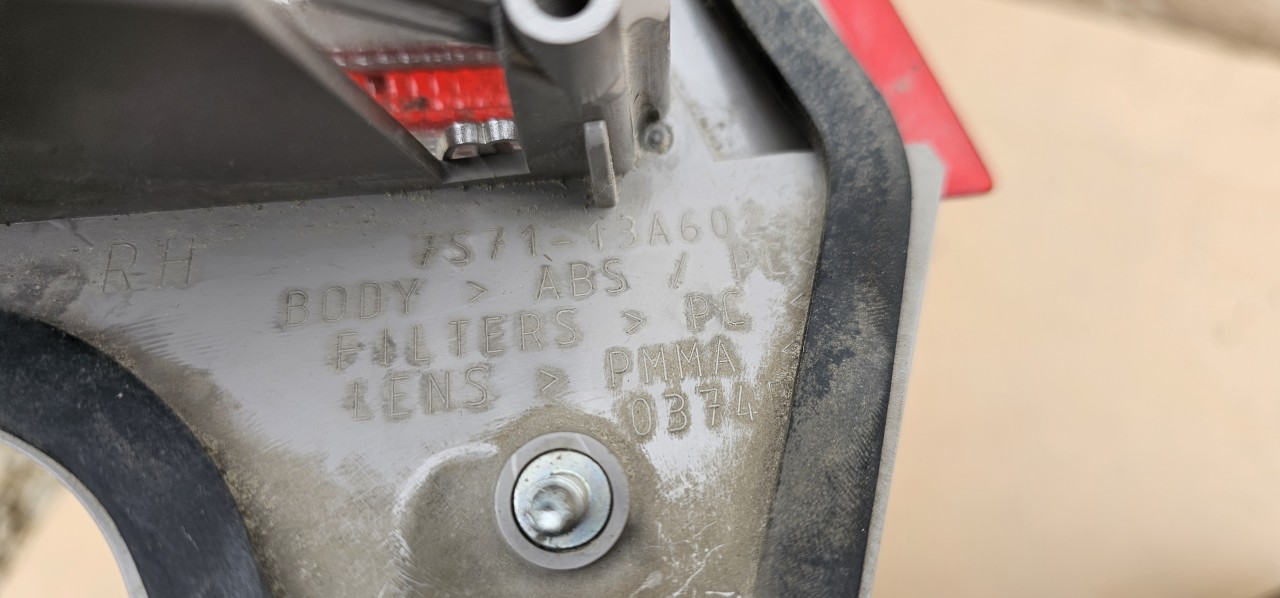 RH
7S71-13A602
BODY > ABS / PC <
FILTERS > PC <
LENS > PMMA <
0374